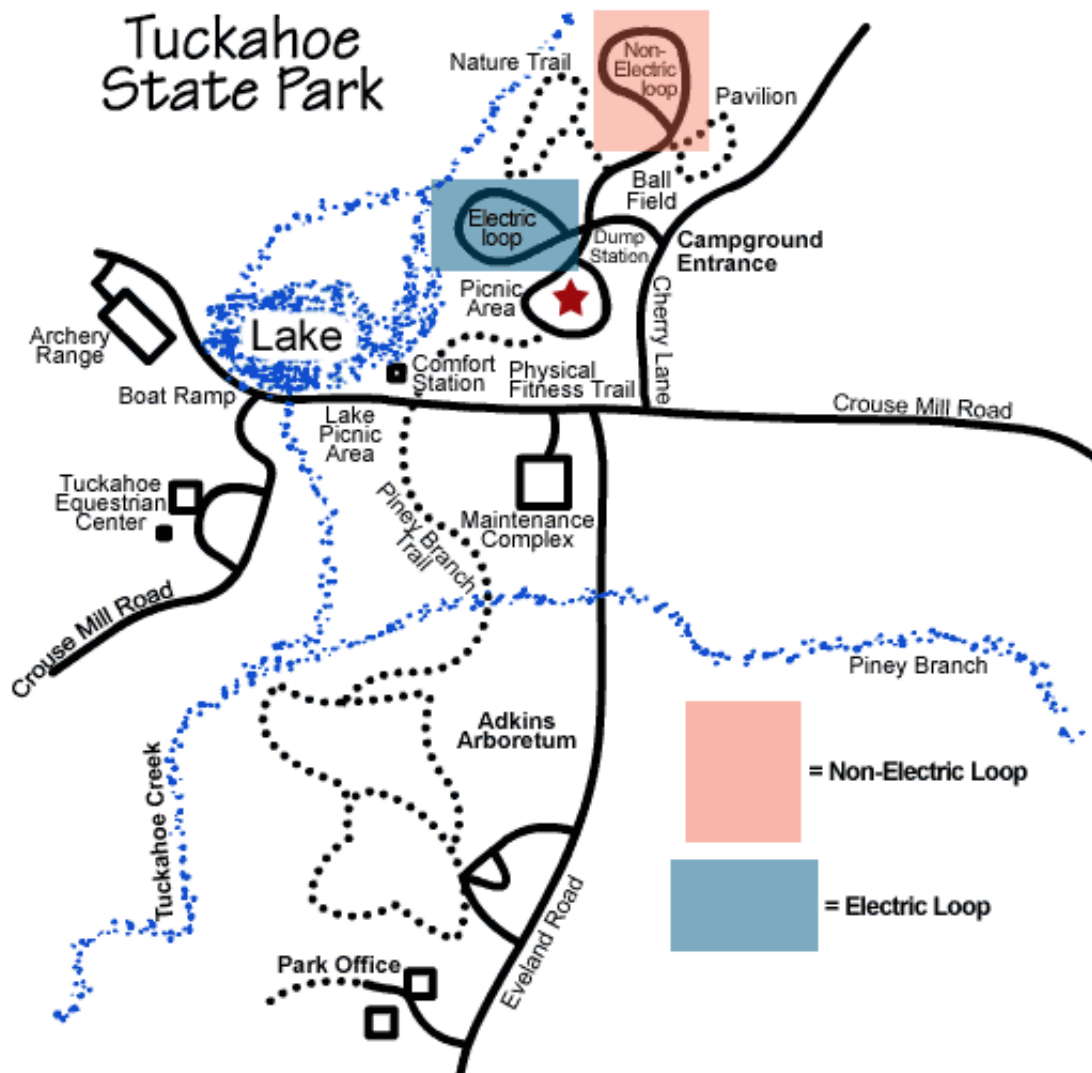 Tuckahoe
State Park
Nature Trail
Non-
Electric
loop
Pavilion
Ball
Field
Electric
loop
Dump
Station
Campground
Entrance
Picnic
Area
Cherry Lane
Lake
Archery
Range
Comfort
Station
Physical
Fitness Trail
Boat Ramp
Crouse Mill Road
Lake
Picnic
Area
Tuckahoe
Equestrian
Center
Piney Branch
Trail
Maintenance
Complex
Crouse Mill Road
Piney Branch
Adkins
Arboretum
= Non-Electric Loop
Tuckahoe Creek
= Electric Loop
Eveland Road
Park Office